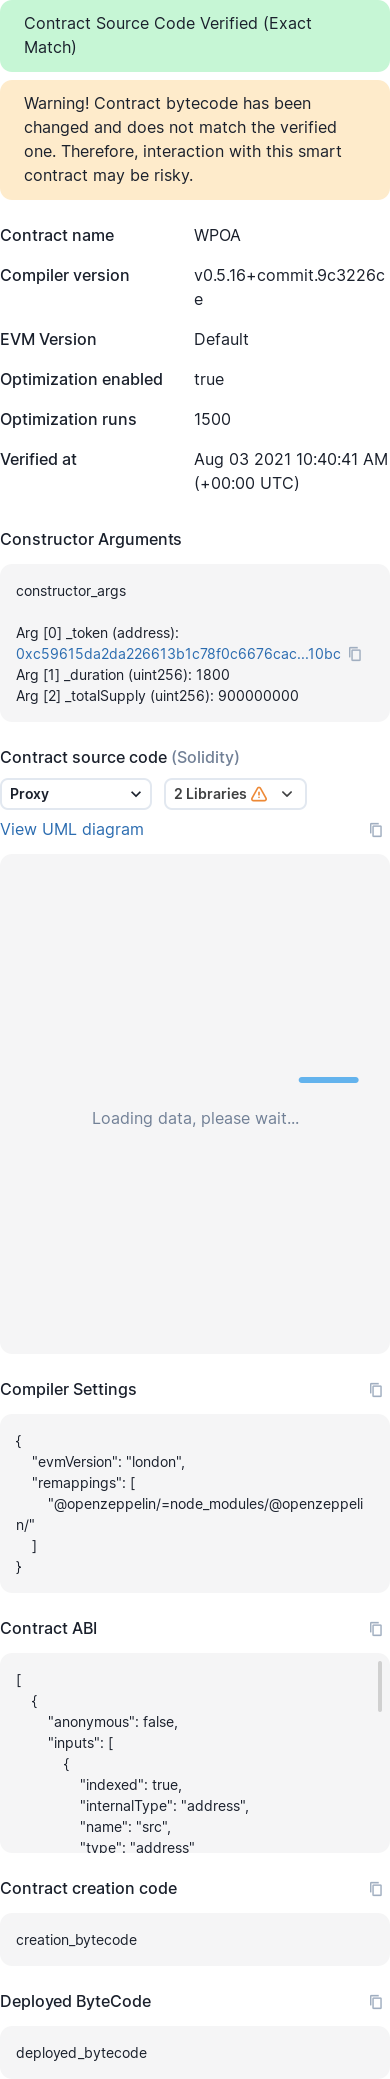 Contract Source Code Verified (Exact
Match)
Warning! Contract bytecode has been
changed and does not match the verified
one. Therefore, interaction with this smart
contract may be risky.
Contract name WPOA
Compiler version v0.5.16+commit.9c3226c
e
EVM Version Default
Optimization enabled true
Optimization runs 1500
Verified at Aug 03 2021 10:40:41 AM
(+00:00 UTC)
Constructor Arguments
constructor_args
Arg [0] _token (address):
0xc59615da2da226613b1c78f0c6676cac...10bc
Arg [1] _duration (uint256): 1800
Arg [2] _totalSupply (uint256): 900000000
Contract source code (Solidity)
Proxy 2 Libraries
View UML diagram
Loading data, please wait...
Compiler Settings
{
"evmVersion": "london",
"remappings": [
"@openzeppelin/=node_modules/@openzeppeli
n/"
]
}
Contract ABI
[
{
"anonymous": false,
"inputs": [
{
"indexed": true,
"internalType": "address",
"name": "src",
"type": "address"
Contract creation code
creation_bytecode
Deployed ByteCode
deployed_bytecode